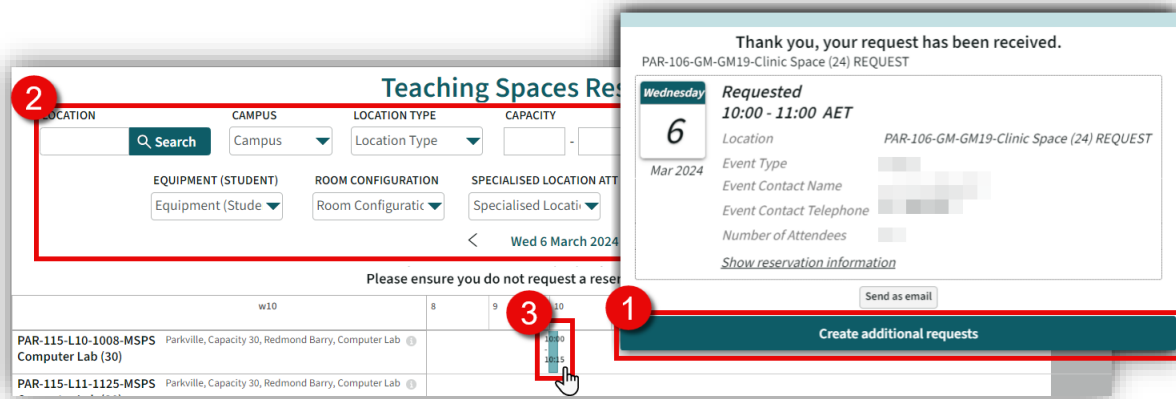 2
Teaching Spaces Res
LOCATION
CAMPUS
LOCATION TYPE
CAPACITY
Search
Campus
Location Type
-
EQUIPMENT (STUDENT)
ROOM CONFIGURATION
SPECIALISED LOCATION ATT
Equipment (Stude
Room Configuratic
Specialised Locati
Wed 6 March 2024
Please ensure you do not request a reser
w10
8
9
10
3
PAR-115-L10-1008-MSPS Parkville, Capacity 30, Redmond Barry, Computer Lab
Computer Lab (30)
10:00
-
10:15
PAR-115-L11-1125-MSPS Parkville, Capacity 30, Redmond Barry, Computer Lab
Thank you, your request has been received.
PAR-106-GM-GM19-Clinic Space (24) REQUEST
Wednesday
6
Mar 2024
Requested
10:00 - 11:00 AET
Location PAR-106-GM-GM19-Clinic Space (24) REQUEST
Event Type
Event Contact Name
Event Contact Telephone
Number of Attendees
Show reservation information
Send as email
1
Create additional requests